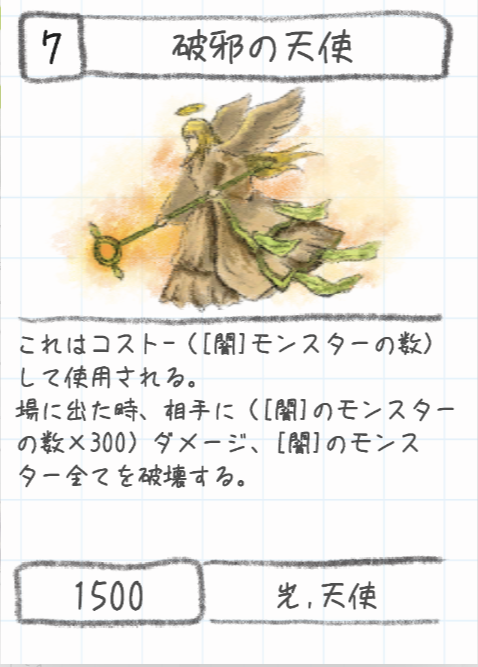 7
破邪の天使
これはコストー（[闇]モンスターの数）
して使用される。
場に出た時、相手に（[闇]のモンスター
の数×300）ダメージ、[闇]のモンス
ター全てを破壊する。
1500
光,天使